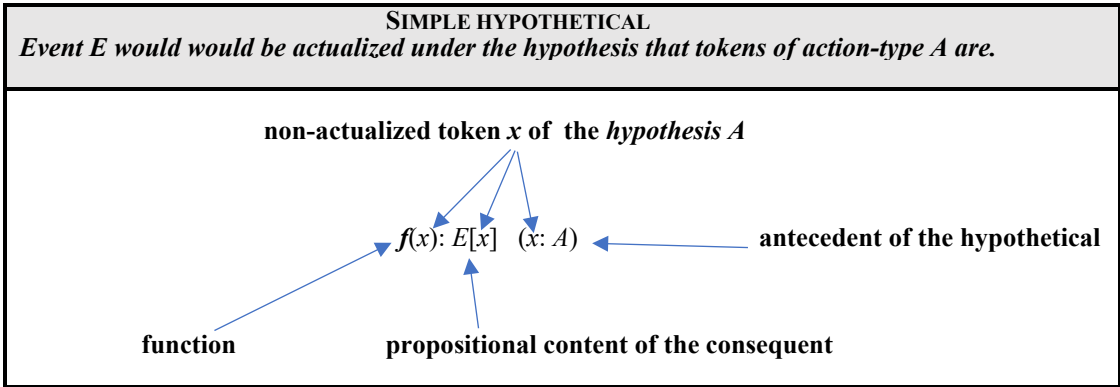 SIMPLE HYPOTHETICAL
Event E would would be actualized under the hypothesis that tokens of action-type A are.
non-actualized token x of the hypothesis A
f(x): E[x] (x: A)
antecedent of the hypothetical
function
propositional content of the consequent